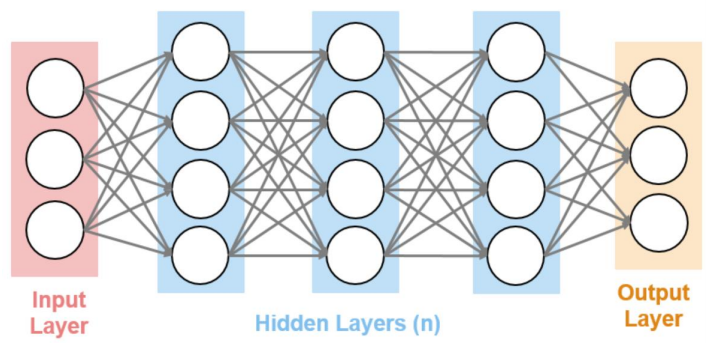 Input
Layer
Hidden Layers (n)
Output
Layer